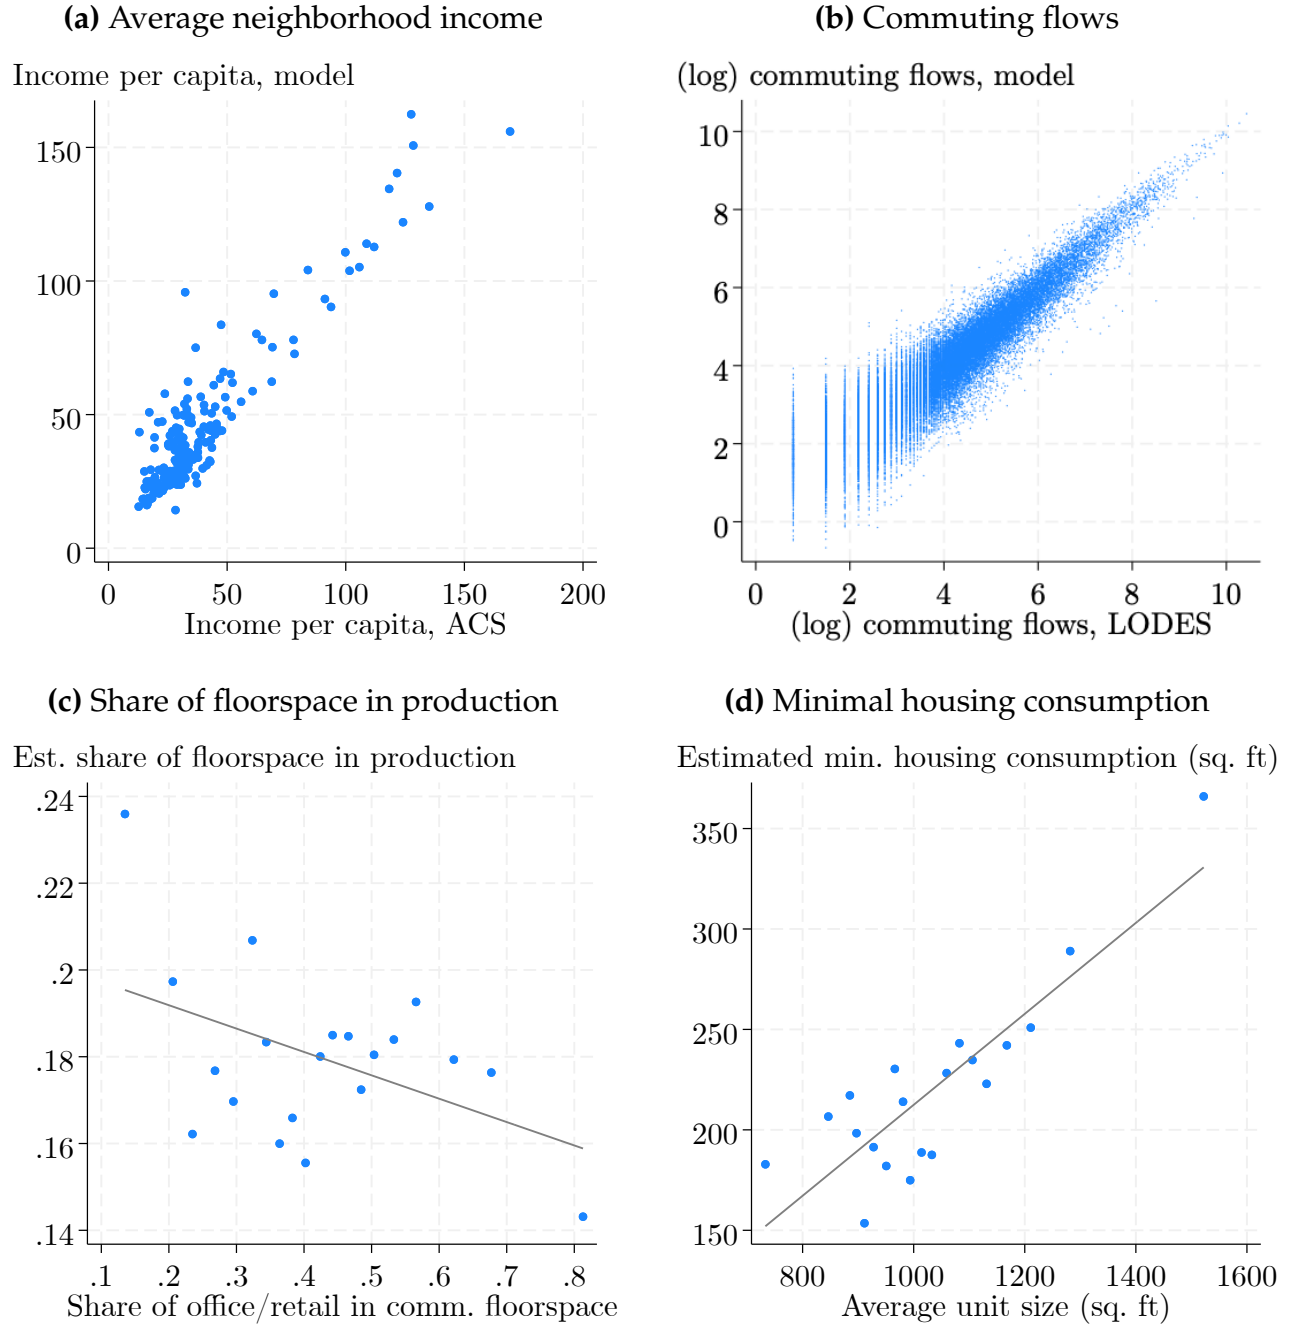 (a) Average neighborhood income
Income per capita, model
150
100
50
0
0 50 100 150 200
Income per capita, ACS
(b) Commuting flows
(log) commuting flows, model
10
8
6
4
2
0
0 2 4 6 8 10
(log) commuting flows, LODES
(c) Share of floorspace in production
Est. share of floorspace in production
.24
.22
.2
.18
.16
.14
.1 .2 .3 .4 .5 .6 .7 .8
Share of office/retail in comm. floorspace
(d) Minimal housing consumption
Estimated min. housing consumption (sq. ft)
350
300
250
200
150
800 1000 1200 1400 1600
Average unit size (sq. ft)